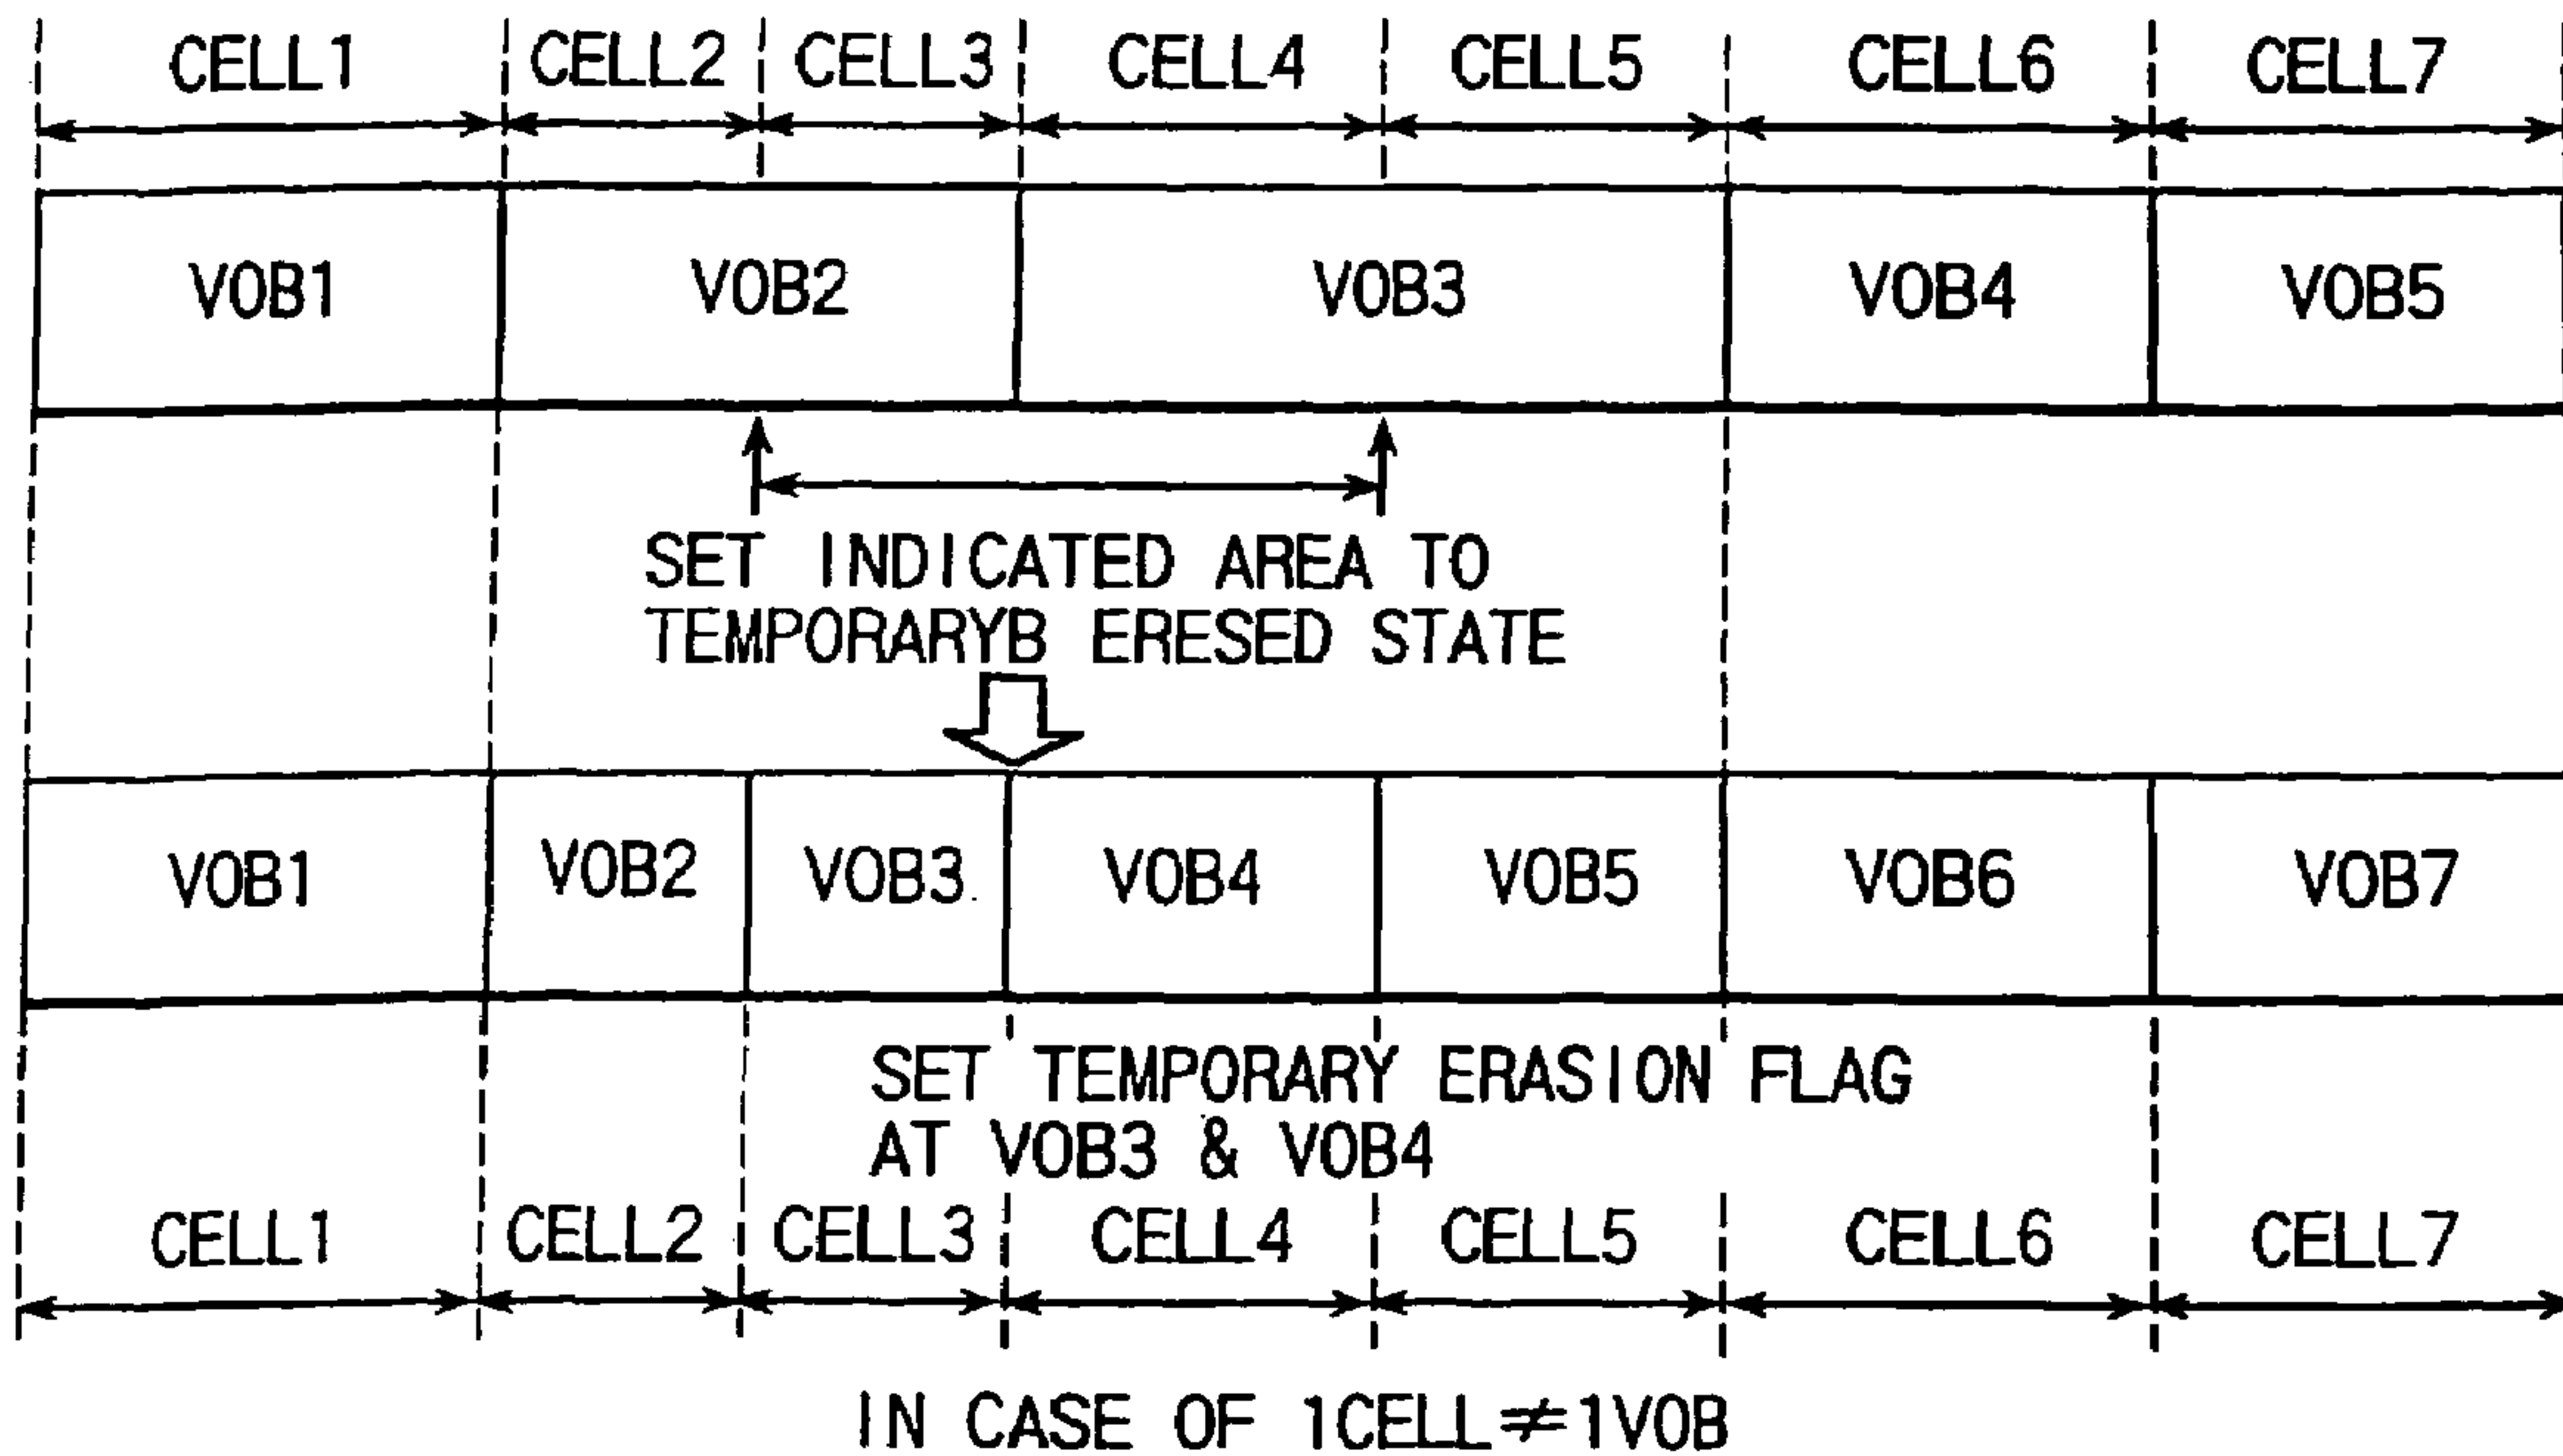 CELL1 CELL2 CELL3 CELL4 CELL5 CELL6 CELL7
VOB1 VOB2 VOB3 VOB4 VOB5
SET INDICATED AREA TO
TEMPORARYB ERESED STATE
VOB1 VOB2 VOB3 VOB4 VOB5 VOB6 VOB7
SET TEMPORARY ERASION FLAG
AT VOB3 & VOB4
CELL1 CELL2 CELL3 CELL4 CELL5 CELL6 CELL7
IN CASE OF 1CELL≠1VOB